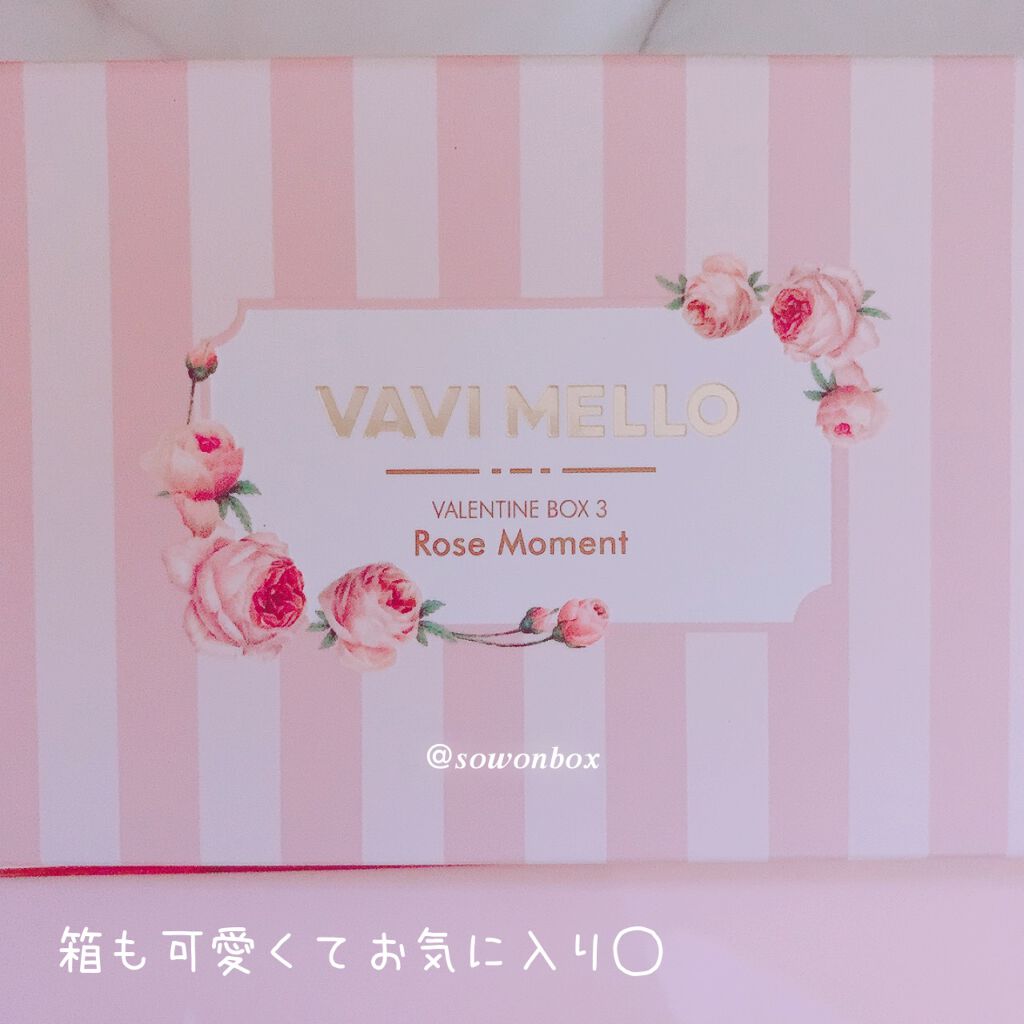 VAVI MELLO
VALENTINE BOX 3
Rose Moment
@sowonbox
箱も可愛くてお気に入り〇